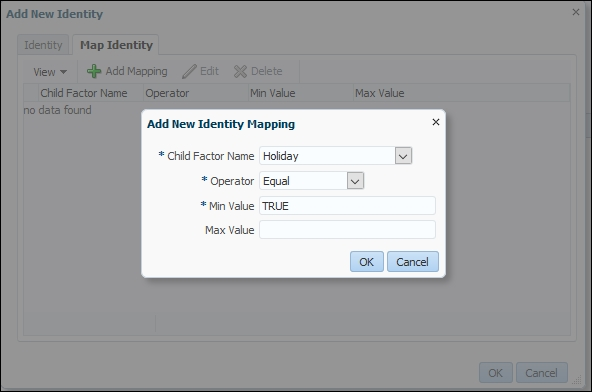 Add New Identity
Identity Map Identity
View Add Mapping Edit Delete
Child Factor Name Operator Min Value Max Value
no data found
Add New Identity Mapping
* Child Factor Name Holiday
* Operator Equal
* Min Value TRUE
Max Value
OK Cancel
OK Cancel